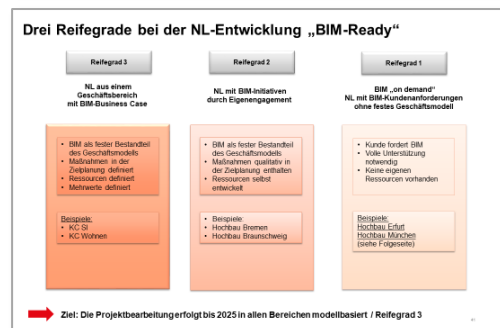 Drei Reifegrade bei der NL-Entwicklung „BIM-Ready“
Reifegrad 3
NL aus einem
Geschäftsbereich
mit BIM-Business Case
• BIM als fester Bestandteil
des Geschäftsmodells
• Maßnahmen in der
Zielplanung definiert
• Ressourcen definiert
• Mehrwerte definiert
Beispiele:
• KC SI
• KC Wohnen
Reifegrad 2
NL mit BIM-Initiativen
durch Eigenengagement
• BIM als fester Bestandteil
des Geschäftsmodells
• Maßnahmen qualitativ in
der Zielplanung enthalten
• Ressourcen selbst
entwickelt
• Beispiele:
• Hochbau Bremen
• Hochbau Braunschweig
Reifegrad 1
BIM „on demand“
NL mit BIM-Kundenanforderungen
ohne festes Geschäftsmodell
• Kunde fordert BIM
• Volle Unterstützung
notwendig
• Keine eigenen
Ressourcen vorhanden
Beispiele:
Hochbau Erfurt
Hochbau München
(siehe Folgeseite)
Ziel: Die Projektbearbeitung erfolgt bis 2025 in allen Bereichen modellbasiert / Reifegrad 3